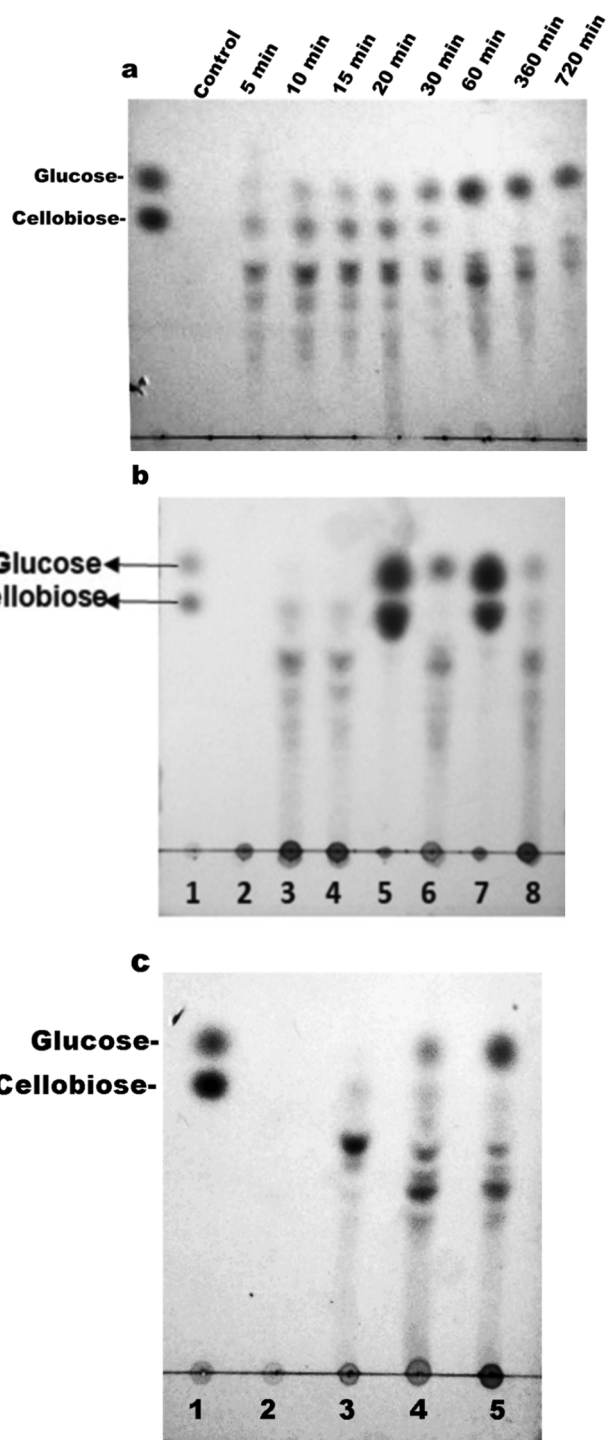 a
Control
5 min
10 min
15 min
20 min
30 min
60 min
360 min
720 min
Glucose-
Cellobiose-
b
Glucose
ellobiose
1 2 3 4 5 6 7 8
c
Glucose-
Cellobiose-
1 2 3 4 5